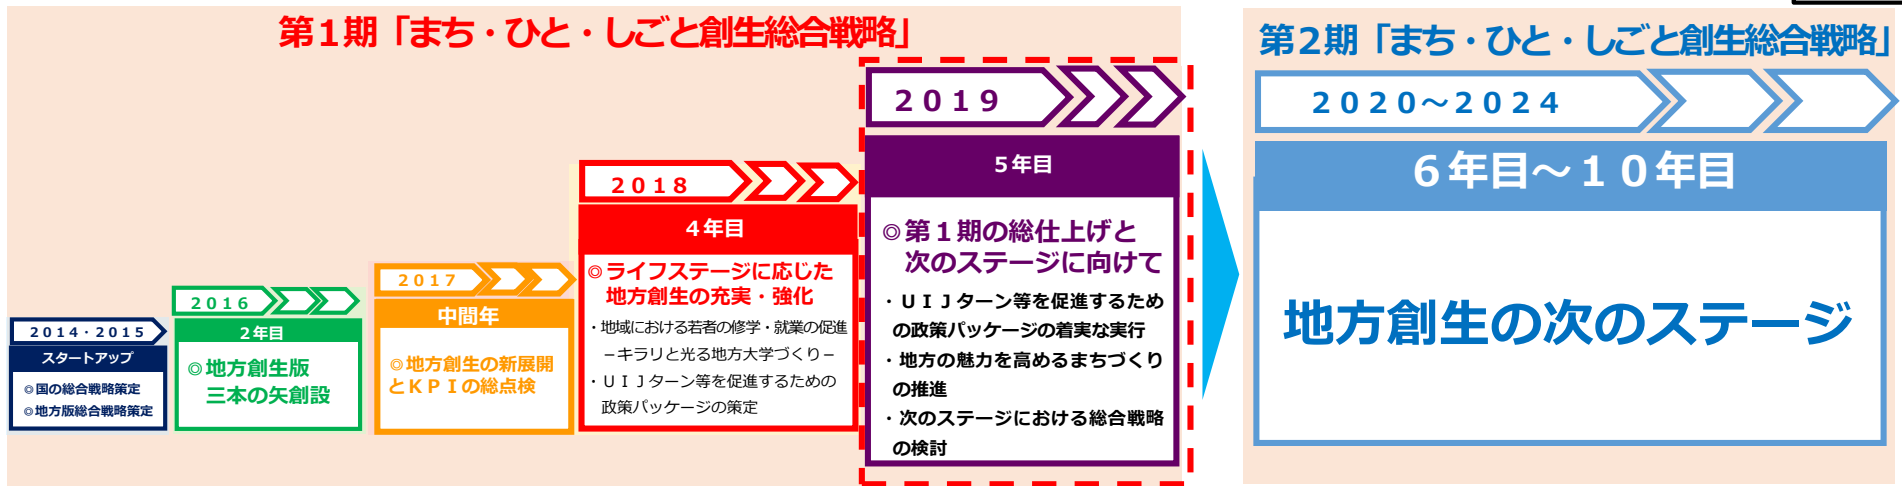 第1期「まち・ひと・しごと創生総合戦略」
２０１４・２０１５
スタートアップ
◎国の総合戦略策定
◎地方版総合戦略策定
２０１６
２年目
◎地方創生版
三本の矢創設
２０１７
中間年
◎地方創生の新展開
とＫＰＩの総点検
２０１８
４年目
◎ライフステージに応じた
地方創生の充実・強化
・地域における若者の修学・就業の促進
－キラリと光る地方大学づくり－
・ＵＩＪターン等を促進するための
政策パッケージの策定
２０１９
５年目
◎第１期の総仕上げと
次のステージに向けて
・ＵＩＪターン等を促進するため
の政策パッケージの着実な実行
・地方の魅力を高めるまちづくり
の推進
・次のステージにおける総合戦略
の検討
第2期「まち・ひと・しごと創生総合戦略」
２０２０～２０２４
６年目～１０年目
地方創生の次のステージ